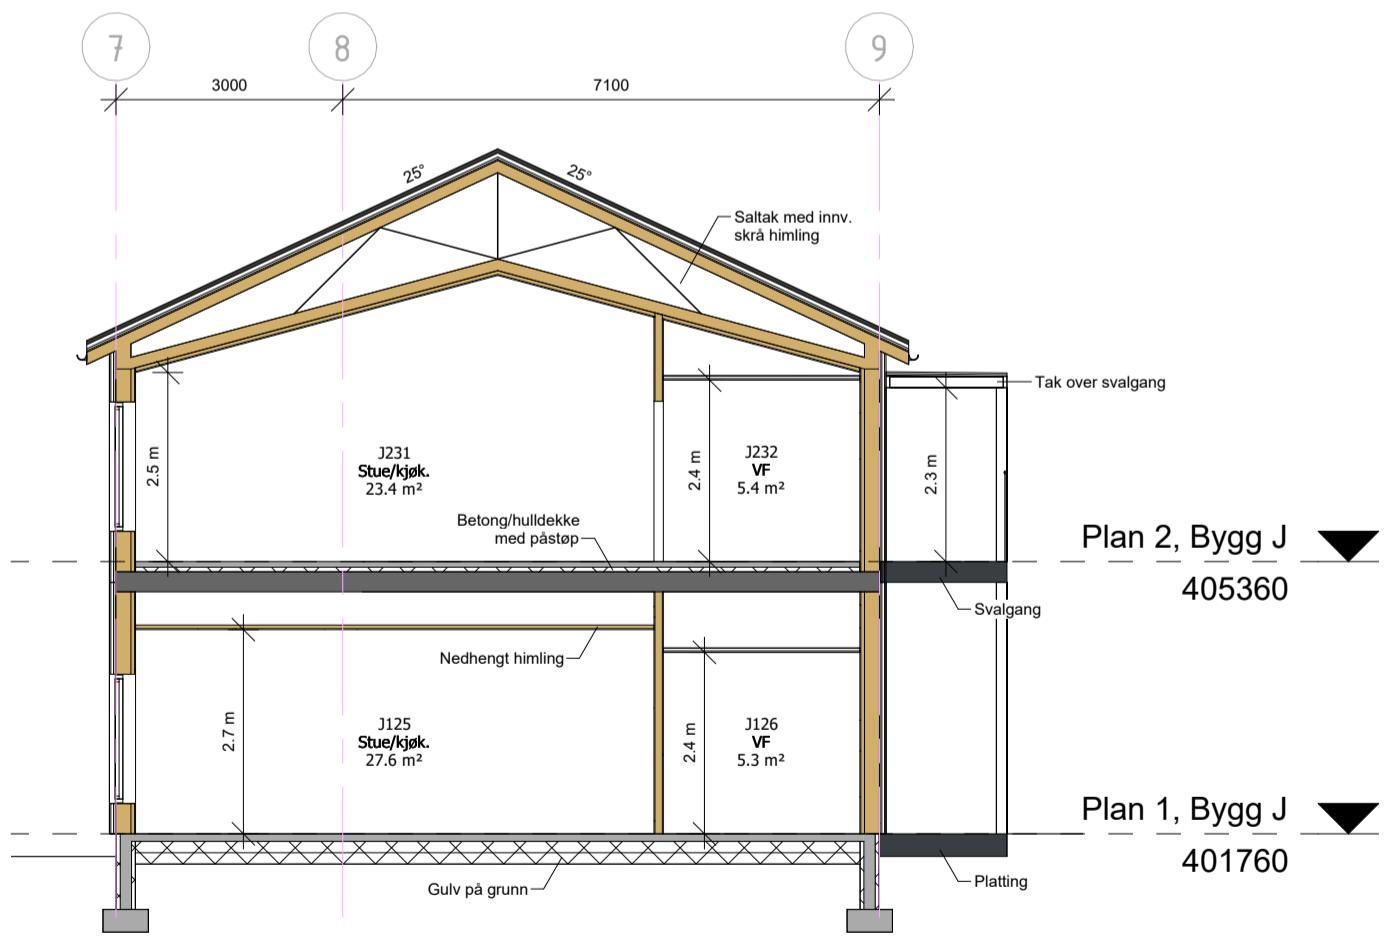 7
8
9
3000
7100
25°
25°
Saltak med innv.
skrå himling
Tak over svalgang
2.5 m
J231
Stue/kjøk.
23.4 m²
2.4 m
J232
VF
5.4 m²
2.3 m
Betong/hulldekke
med påstøp
Plan 2, Bygg J
405360
Svalgang
Nedhengt himling
2.7 m
J125
Stue/kjøk.
27.6 m²
2.4 m
J126
VF
5.3 m²
Plan 1, Bygg J
401760
Gulv på grunn
Platting